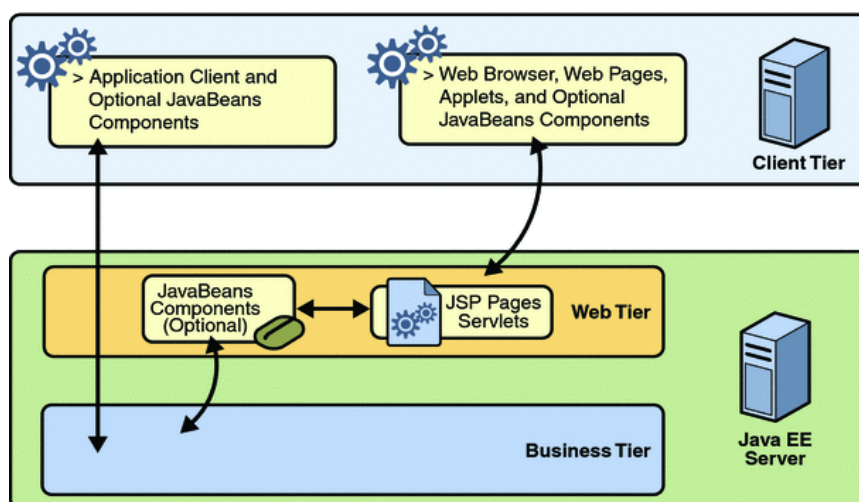 > Application Client and
Optional JavaBeans
Components
> Web Browser, Web Pages,
Applets, and Optional
JavaBeans Components
Client Tier
JavaBeans
Components
(Optional)
JSP Pages
Servlets
Web Tier
Business Tier
Java EE
Server